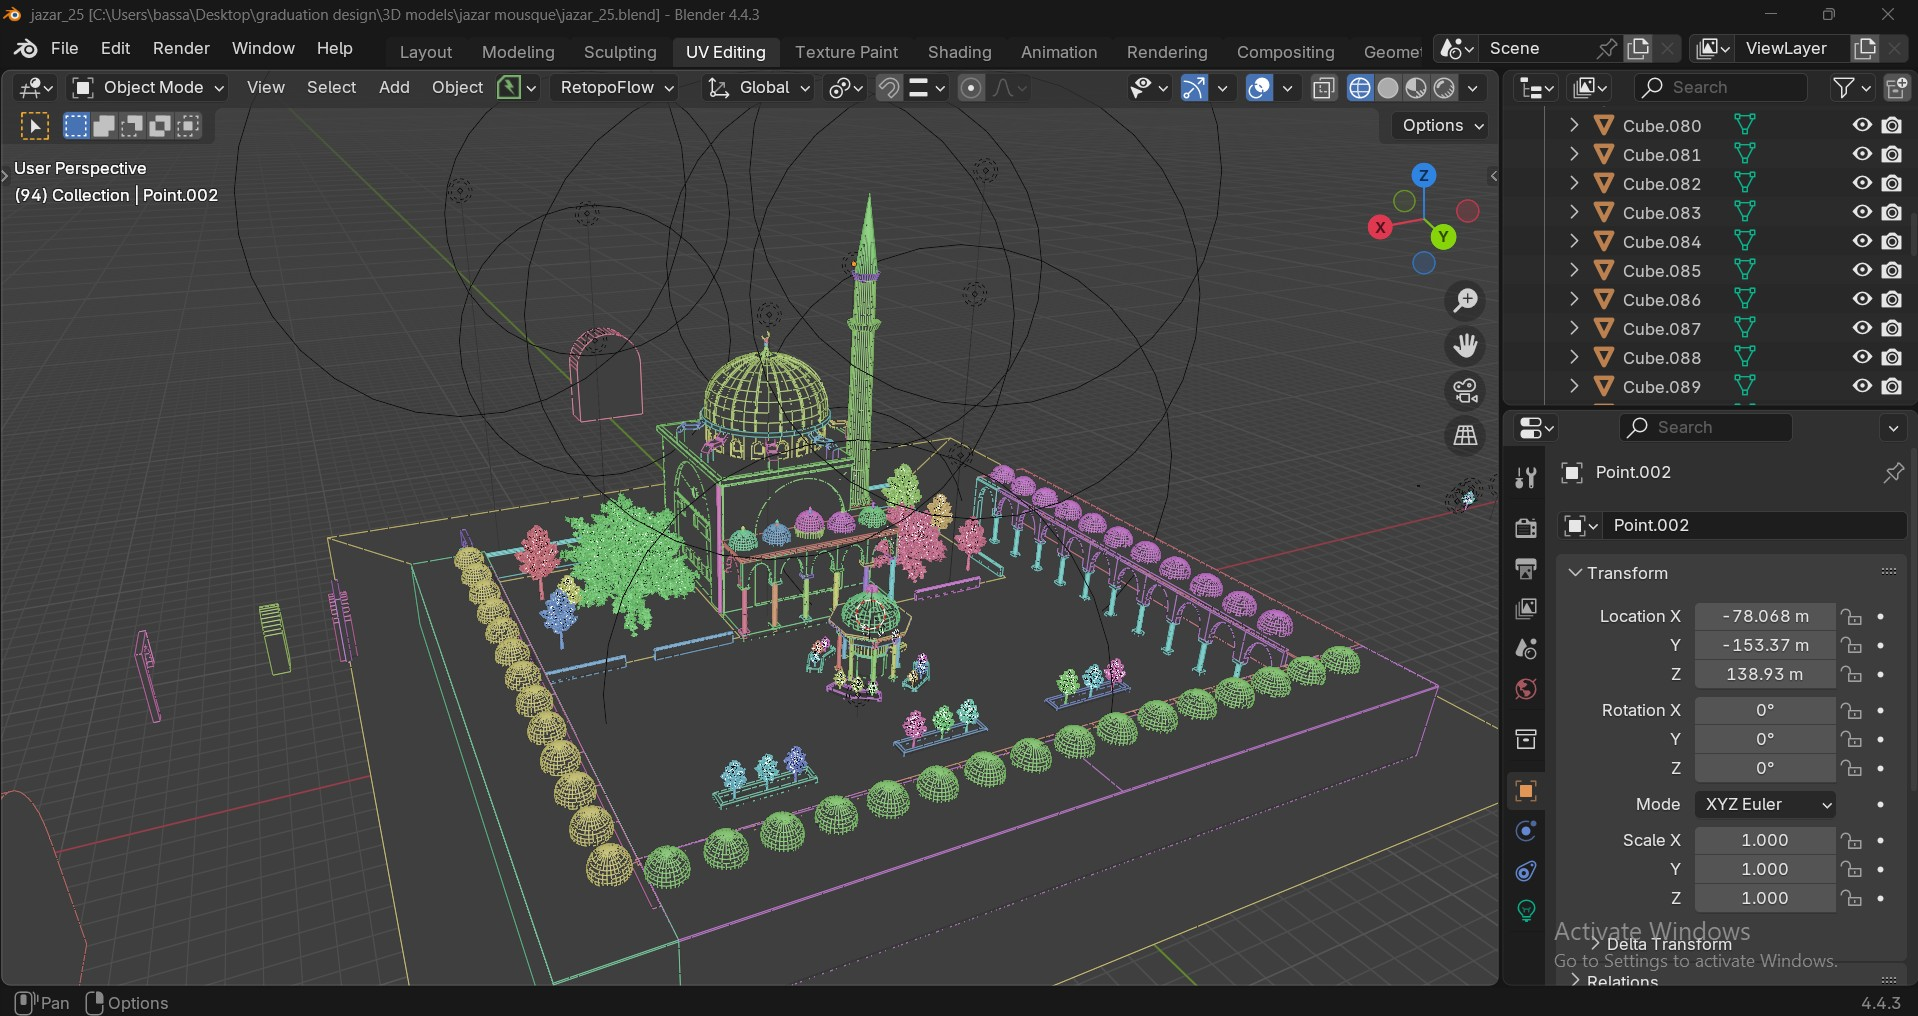 jazar_25 [C:\Users\bassa\Desktop\graduation design\3D models\jazar mousque\jazar_25.blend] - Blender 4.4.3
File Edit Render Window Help
Layout Modeling Sculpting UV Editing Texture Paint Shading Animation Rendering Compositing Geomet
Scene
ViewLayer
Object Mode View Select Add Object RetopoFlow Global
Options
User Perspective
(94) Collection | Point.002
Z
X
Y
Search
Cube.080
Cube.081
Cube.082
Cube.083
Cube.084
Cube.085
Cube.086
Cube.087
Cube.088
Cube.089
Search
Point.002
Point.002
Transform
Location X -78.068 m
Y -153.37 m
Z 138.93 m
Rotation X 0°
Y 0°
Z 0°
Mode XYZ Euler
Scale X 1.000
Y 1.000
Z 1.000
Delta Transform
Relations
Activate Windows
Go to Settings to activate Windows.
Pan Options
4.4.3